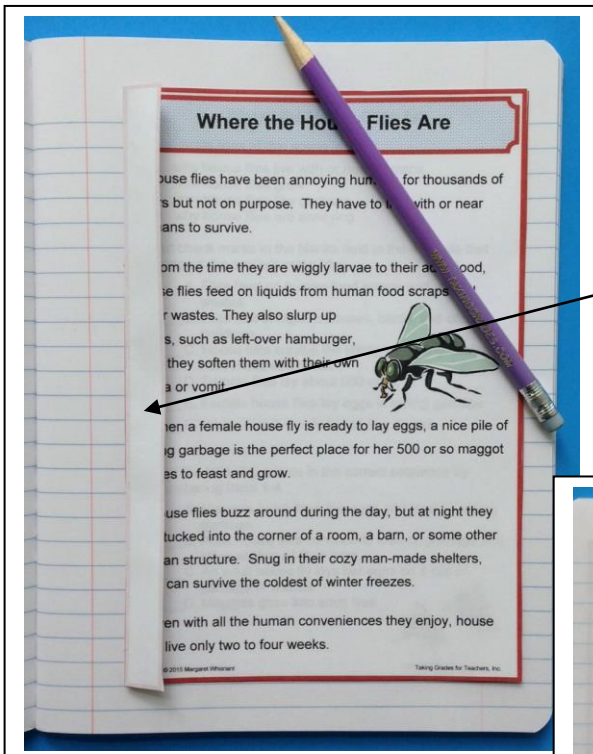 Where the Hou Flies Are
ouse flies have been annoying hum for thousands of
s but not on purpose. They have to l with or near
ans to survive.
om the time they are wiggly larvae to their ad ood,
se flies feed on liquids from human food scraps
r wastes. They also slurp up
s, such as left-over hamburger,
they soften them with their own
a or vomit.
hen a female house fly is ready to lay eggs, a nice pile of
g garbage is the perfect place for her 500 or so maggot
es to feast and grow.
use flies buzz around during the day, but at night they
tucked into the corner of a room, a barn, or some other
an structure. Snug in their cozy man-made shelters,
can survive the coldest of winter freezes.
en with all the human conveniences they enjoy, house
live only two to four weeks.
© 2015 Margaret Whisnant
Taking Grades for Teachers, Inc.